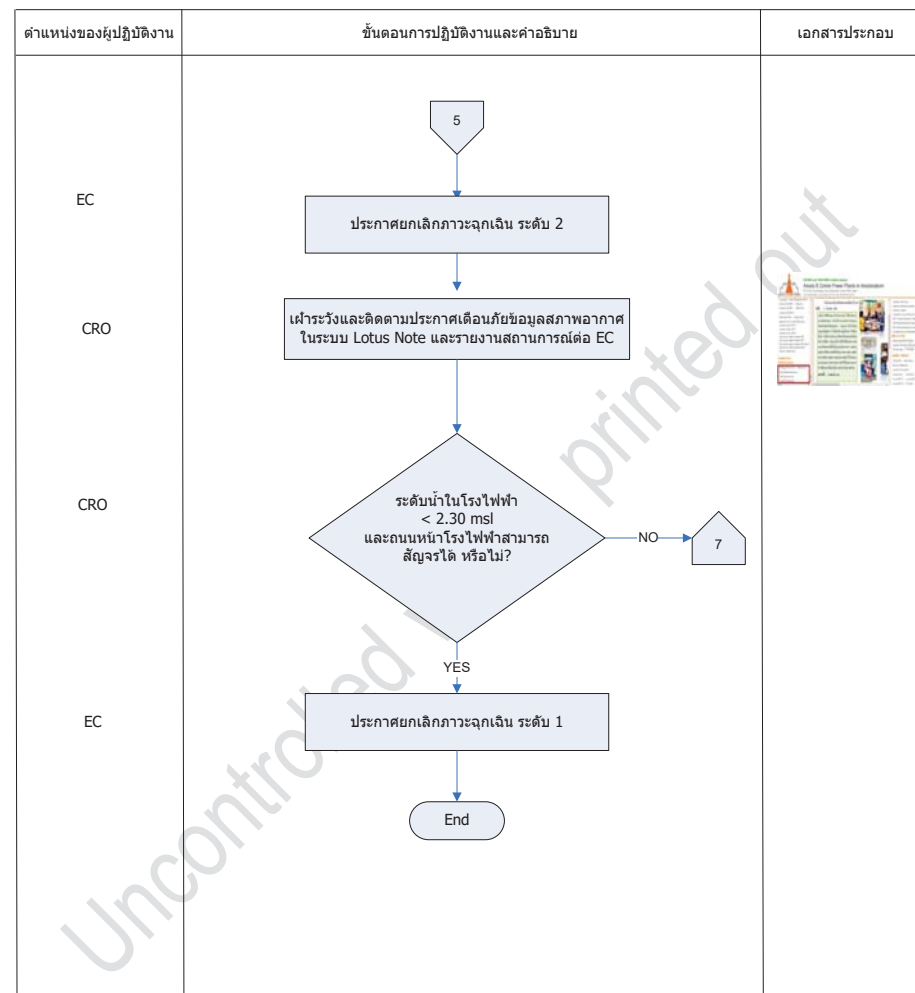 ตำแหน่งของผู้ปฏิบัติงาน
ขั้นตอนการปฏิบัติงานและคำอธิบาย
เอกสารประกอบ
5
EC
ประกาศยกเลิกภาวะฉุกเฉิน ระดับ 2
CRO
เฝ้าระวังและติดตามประกาศเตือนภัยข้อมูลสภาพอากาศ
ในระบบ Lotus Note และรายงานสถานการณ์ต่อ EC
CRO
ระดับน้ำในโรงไฟฟ้า
< 2.30 msl
และถนนหน้าโรงไฟฟ้าสามารถ
สัญจรได้ หรือไม่?
NO
7
YES
EC
ประกาศยกเลิกภาวะฉุกเฉิน ระดับ 1
End
Uncontrolled printed out